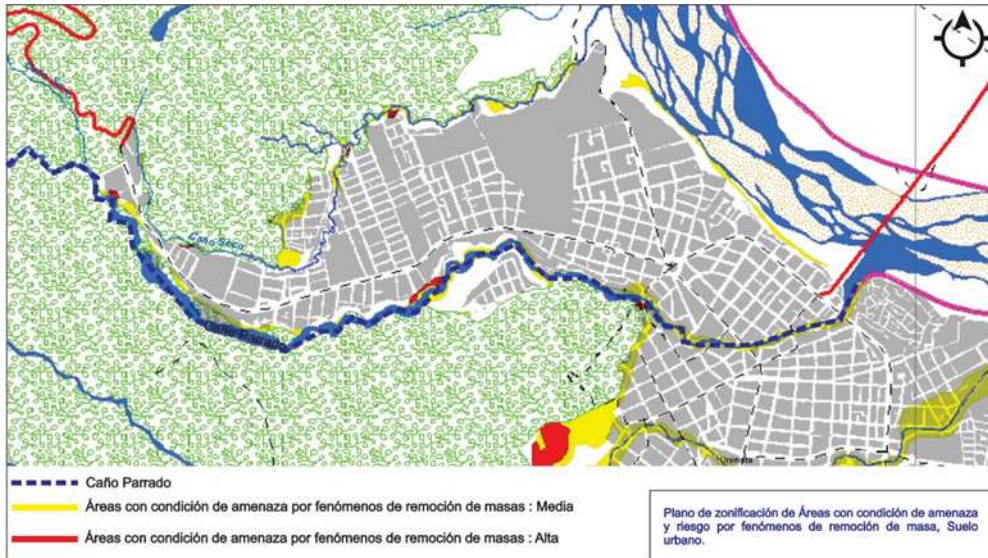 Caño Seco
Caño Parrado
Unimeta
Caño Parrado
Áreas con condición de amenaza por fenómenos de remoción de masas : Media
Áreas con condición de amenaza por fenómenos de remoción de masas : Alta
Plano de zonificación de Áreas con condición de amenaza
y riesgo por fenómenos de remoción de masa, Suelo
urbano.